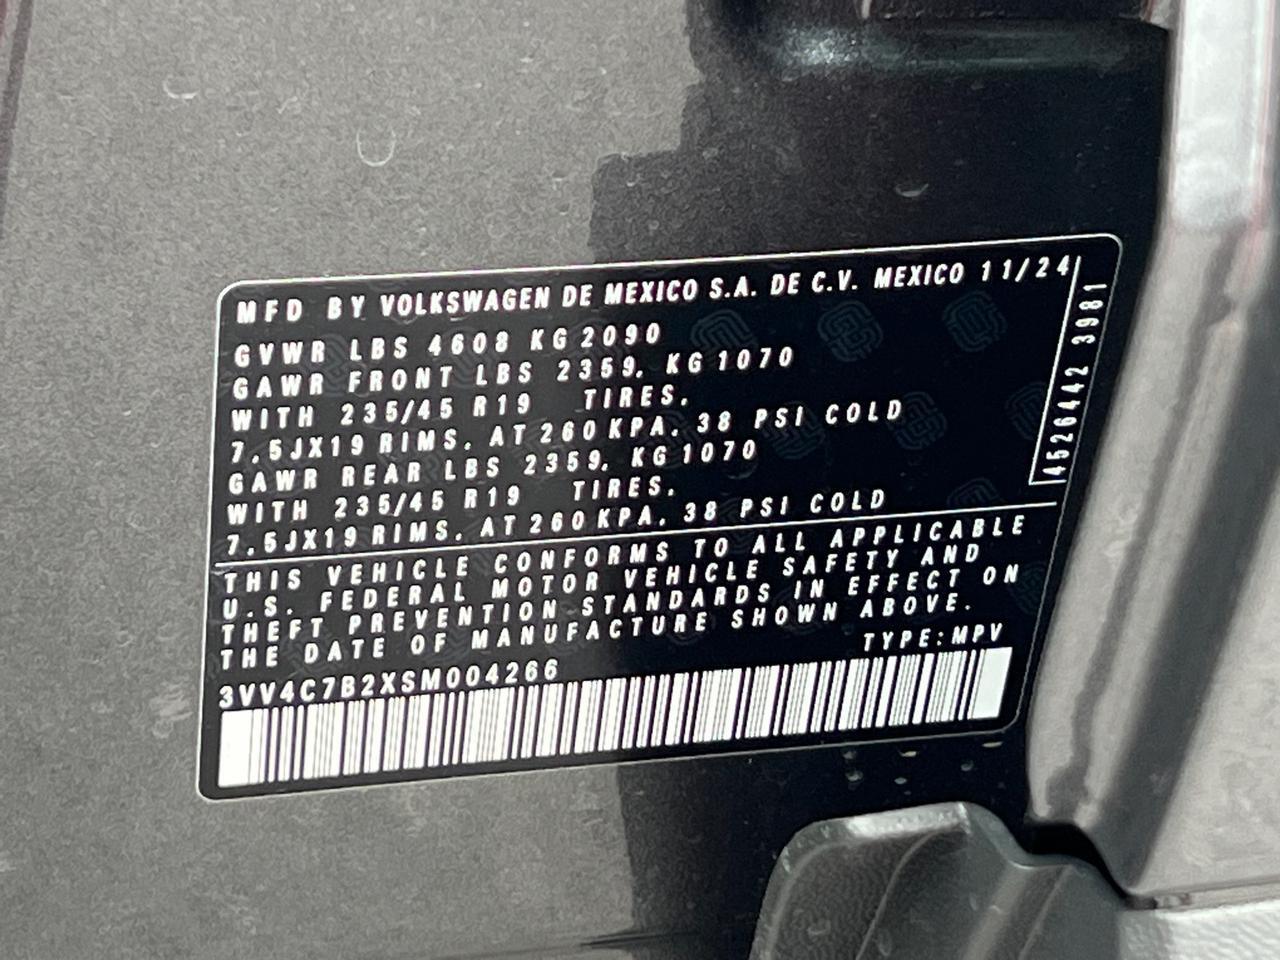 MFD BY VOLKSWAGEN DE MEXICO S.A. DE C.V. MEXICO 11/24
GVWR LBS 4608 KG 2090
GAWR FRONT LBS 2359, KG 1070
WITH 235/45 R19 TIRES.
7.5JX19 RIMS, AT 260 KPA, 38 PSI COLD
GAWR REAR LBS 2359, KG 1070
WITH 235/45 R19 TIRES.
7.5JX19 RIMS, AT 260 KPA, 38 PSI COLD
4526442 3981
THIS VEHICLE CONFORMS TO ALL APPLICABLE
U.S. FEDERAL MOTOR VEHICLE SAFETY AND
THEFT PREVENTION STANDARDS IN EFFECT ON
THE DATE OF MANUFACTURE SHOWN ABOVE.
TYPE: MPV
3VV4C7B2XSM004266